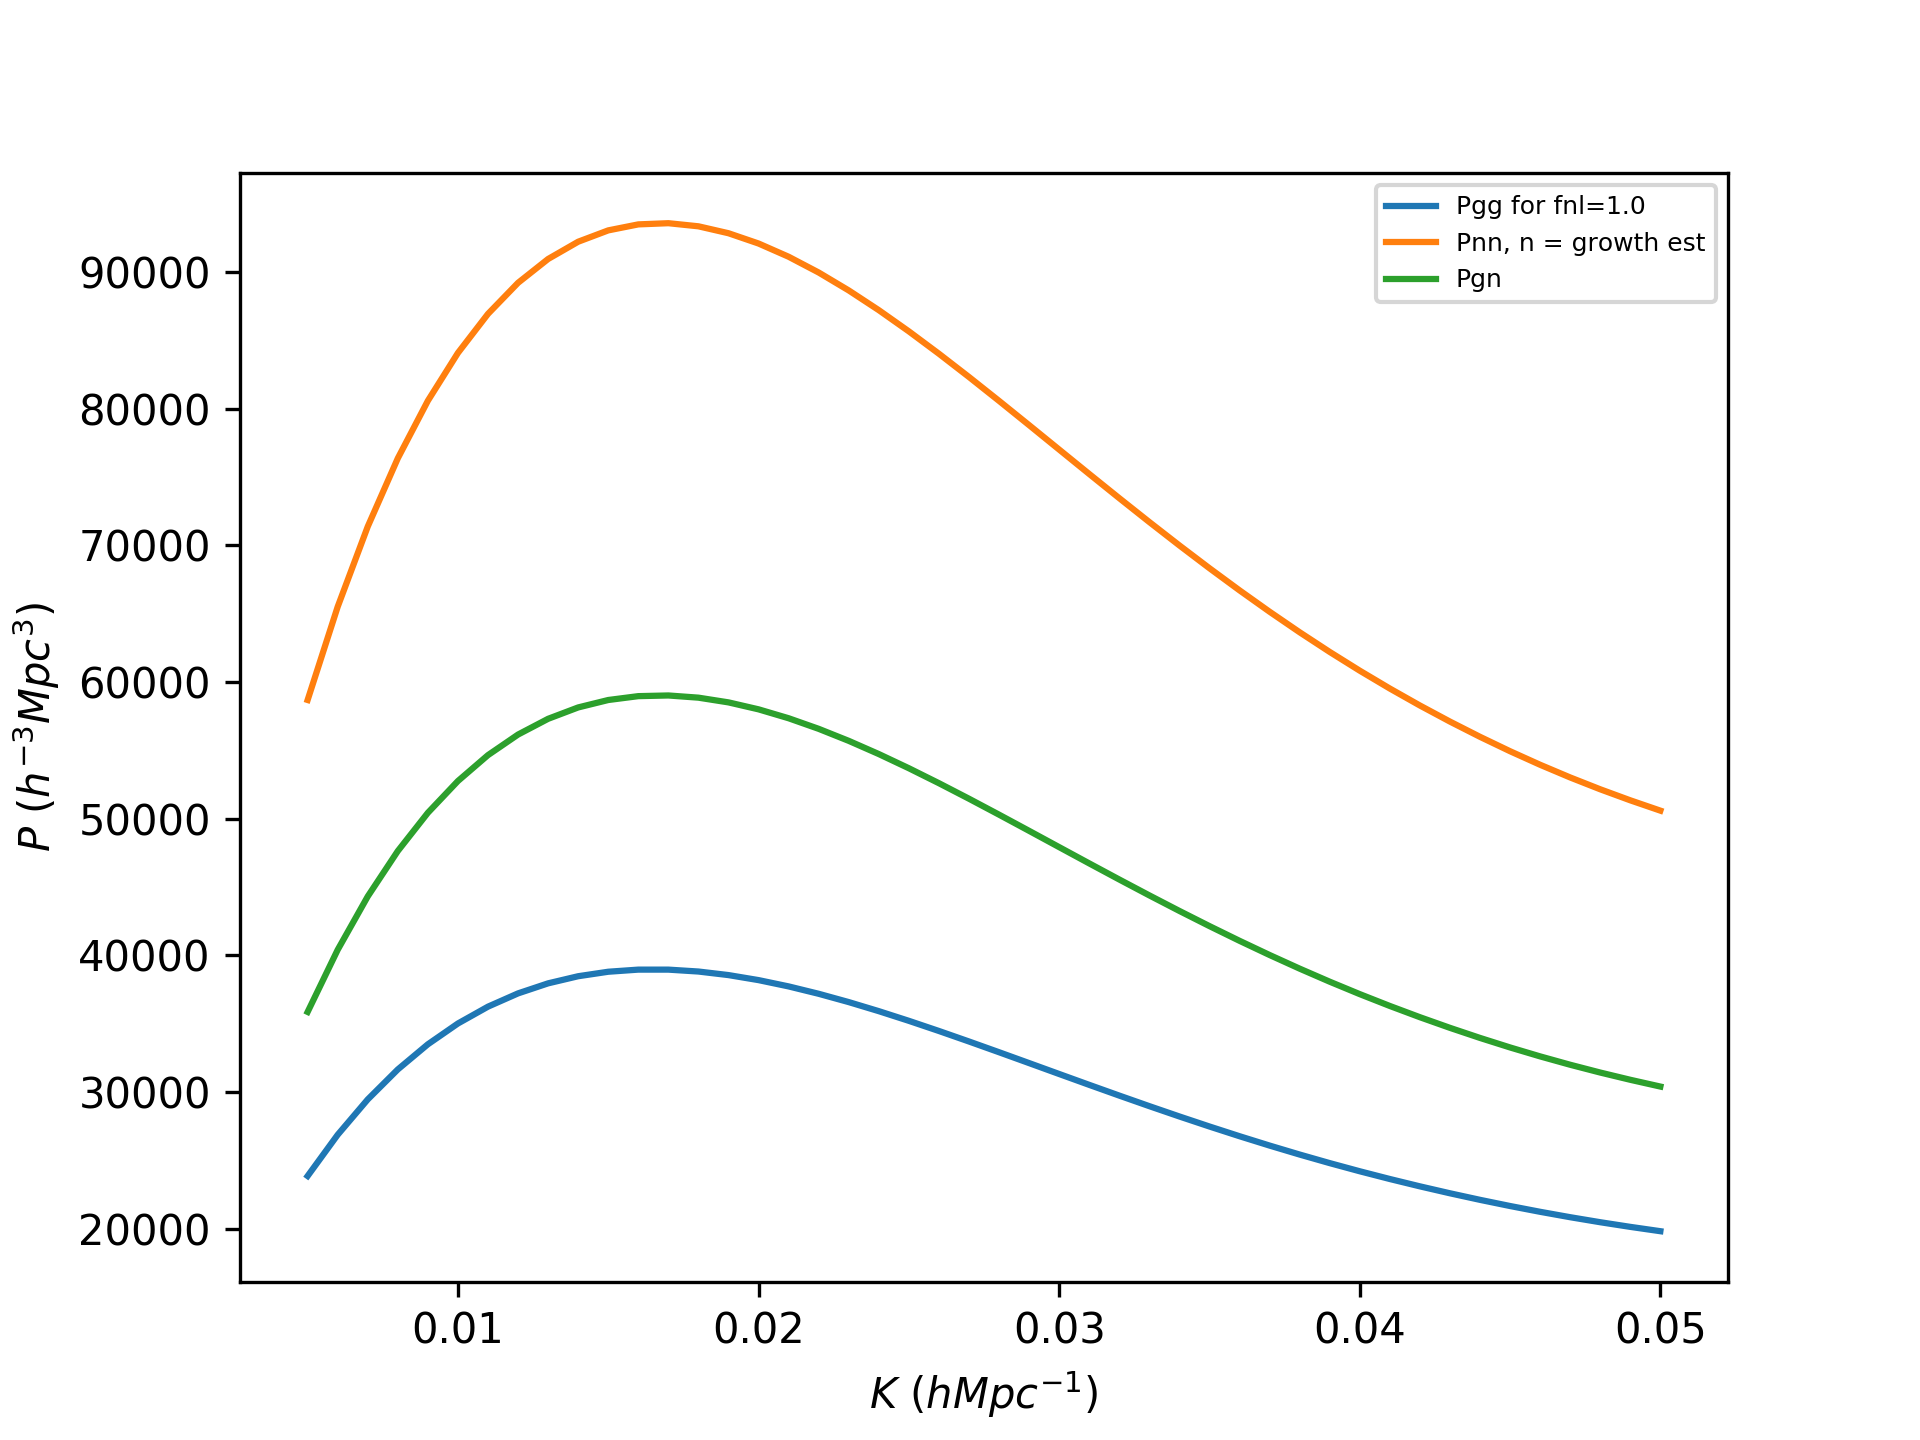 Pgg for fnl=1.0
Pnn, n = growth est
Pgn
90000
80000
70000
60000
50000
40000
30000
20000
P (h⁻³Mpc³)
0.01 0.02 0.03 0.04 0.05
K (hMpc⁻¹)